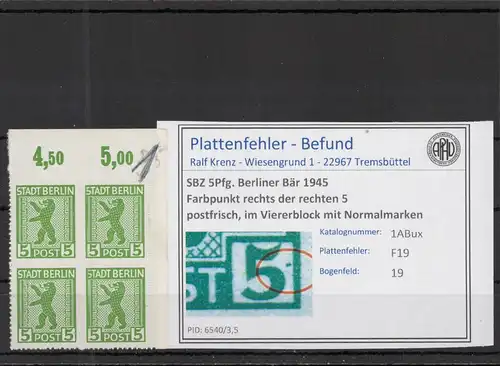 4,50 5,00
STADT BERLIN STADT BERLIN
5 POST 5 5 POST 5
STADT BERLIN STADT BERLIN
5 POST 5 5 POST 5
Plattenfehler - Befund
Ralf Krenz - Wiesengrund 1 - 22967 Tremsbüttel
SBZ 5Pfg. Berliner Bär 1945
Farbpunkt rechts der rechten 5
postfrisch, im Viererblock mit Normalmarken
Katalognummer: 1ABux
Plattenfehler: F19
Bogenfeld: 19
ST 5
PID: 6540/3,5